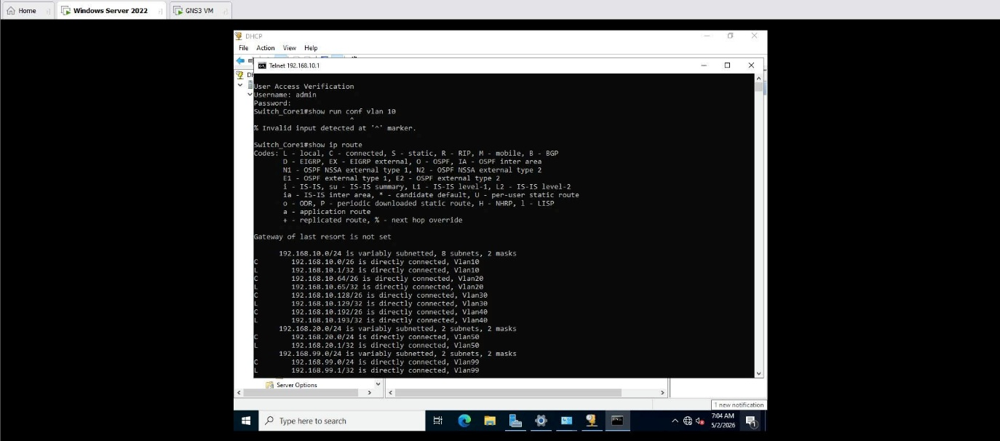 Home
Windows Server 2022
GNS3 VM
DHCP
File Action View Help
Telnet 192.168.10.1
DH
User Access Verification
Username: admin
Password:
Switch_Core1#show run conf vlan 10
^
% Invalid input detected at '^' marker.
Switch_Core1#show ip route
Codes: L - local, C - connected, S - static, R - RIP, M - mobile, B - BGP
D - EIGRP, EX - EIGRP external, O - OSPF, IA - OSPF inter area
N1 - OSPF NSSA external type 1, N2 - OSPF NSSA external type 2
E1 - OSPF external type 1, E2 - OSPF external type 2
i - IS-IS, su - IS-IS summary, L1 - IS-IS level-1, L2 - IS-IS level-2
ia - IS-IS inter area, * - candidate default, U - per-user static route
o - ODR, P - periodic downloaded static route, H - NHRP, l - LISP
a - application route
+ - replicated route, % - next hop override
Gateway of last resort is not set
192.168.10.0/24 is variably subnetted, 8 subnets, 2 masks
C 192.168.10.0/26 is directly connected, Vlan10
L 192.168.10.1/32 is directly connected, Vlan10
C 192.168.10.64/26 is directly connected, Vlan20
L 192.168.10.65/32 is directly connected, Vlan20
C 192.168.10.128/26 is directly connected, Vlan30
L 192.168.10.129/32 is directly connected, Vlan30
C 192.168.10.192/26 is directly connected, Vlan40
L 192.168.10.193/32 is directly connected, Vlan40
192.168.20.0/24 is variably subnetted, 2 subnets, 2 masks
C 192.168.20.0/24 is directly connected, Vlan50
L 192.168.20.1/32 is directly connected, Vlan50
192.168.99.0/24 is variably subnetted, 2 subnets, 2 masks
C 192.168.99.0/24 is directly connected, Vlan99
L 192.168.99.1/32 is directly connected, Vlan99
Server Options
1 new notification
Type here to search
7:04 AM
5/2/2026
1